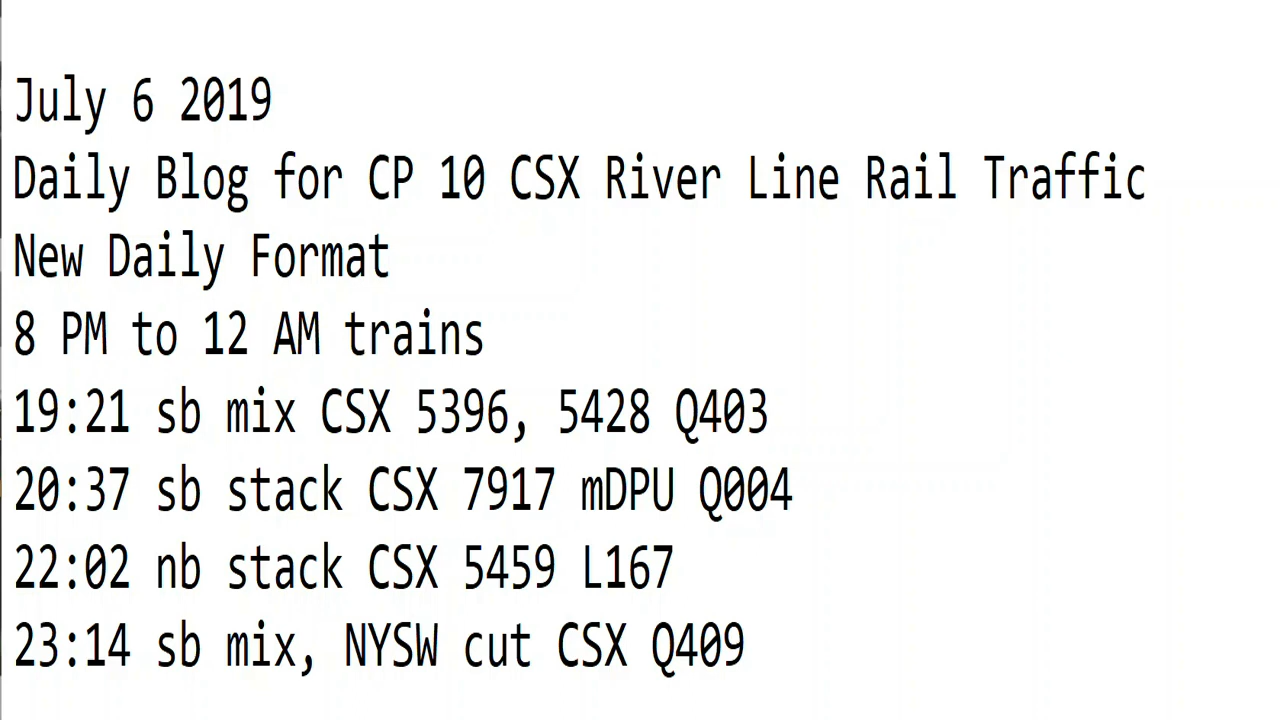 July 6 2019
Daily Blog for CP 10 CSX River Line Rail Traffic
New Daily Format
8 PM to 12 AM trains
19:21 sb mix CSX 5396, 5428 Q403
20:37 sb stack CSX 7917 mDPU Q004
22:02 nb stack CSX 5459 L167
23:14 sb mix, NYSW cut CSX Q409